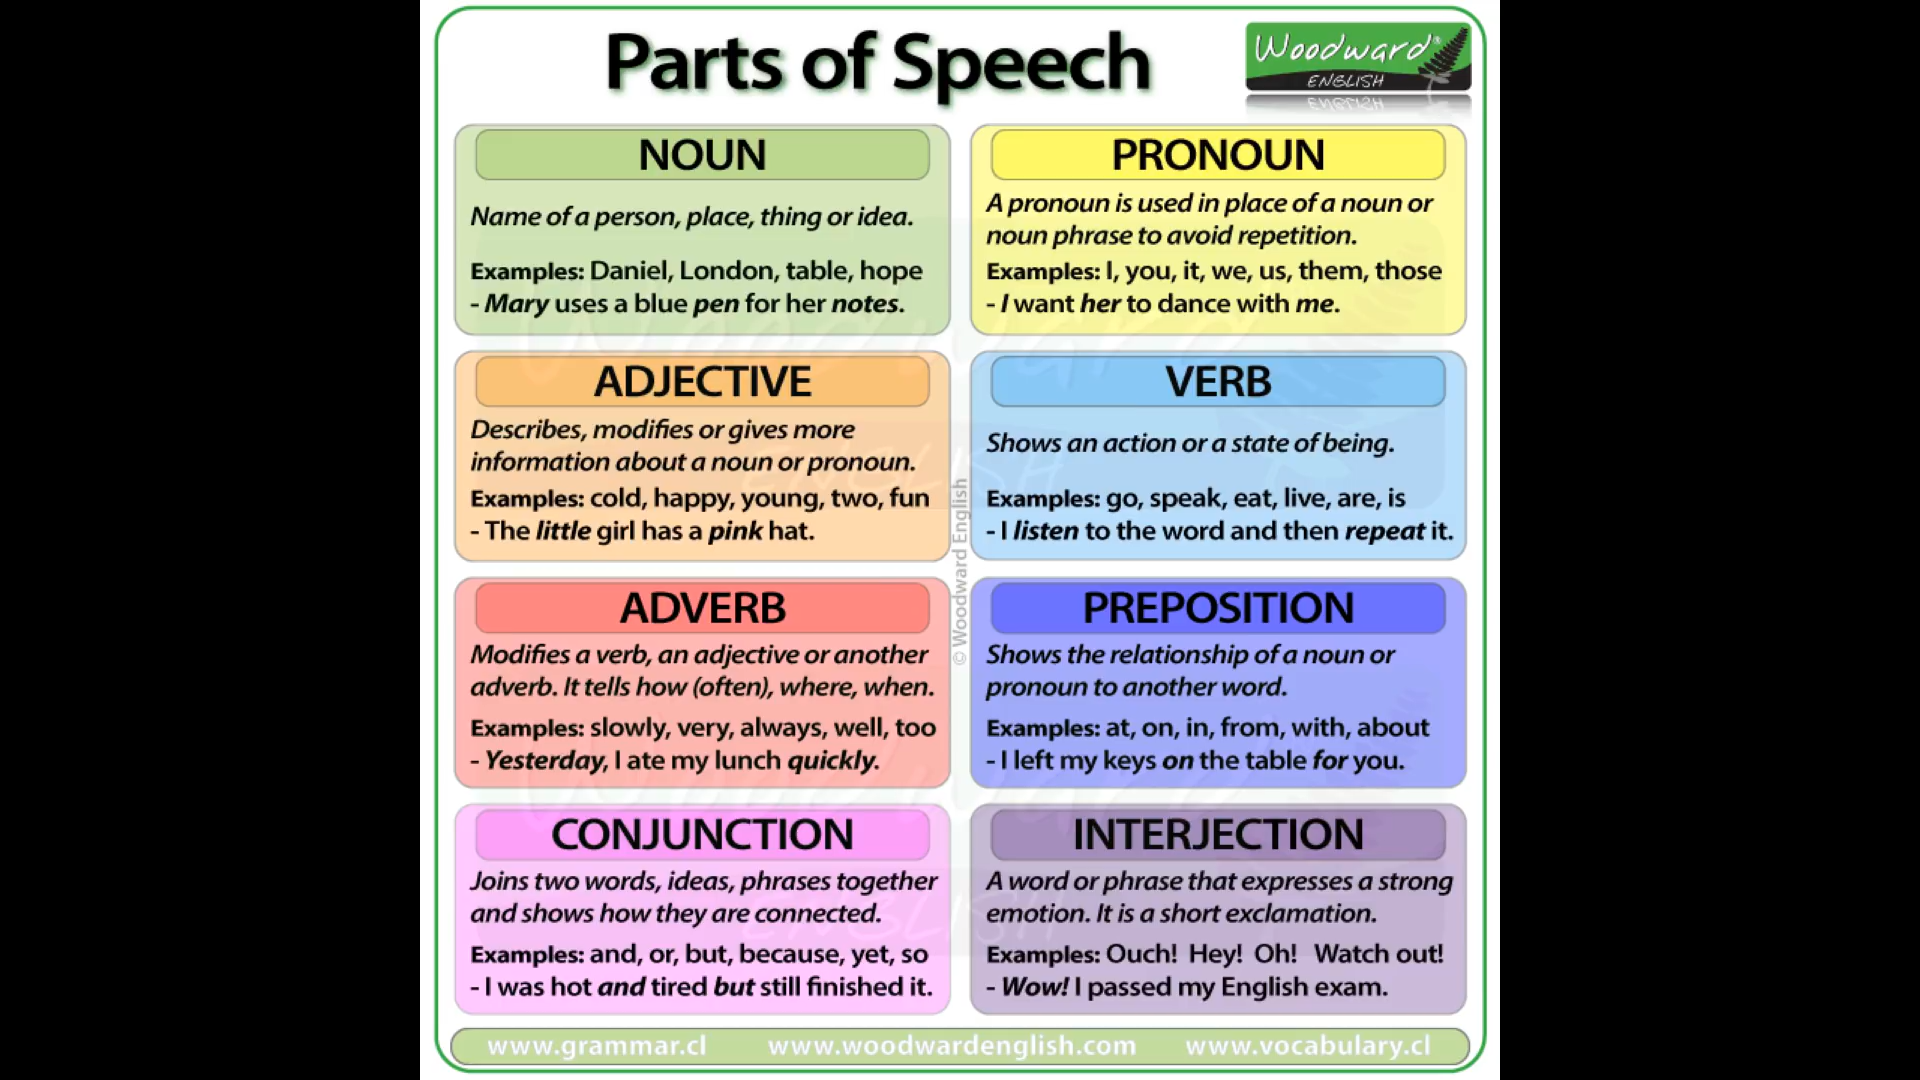 Parts of Speech
Woodward®
ENGLISH
NOUN
Name of a person, place, thing or idea.
Examples: Daniel, London, table, hope
- Mary uses a blue pen for her notes.
PRONOUN
A pronoun is used in place of a noun or
noun phrase to avoid repetition.
Examples: I, you, it, we, us, them, those
- I want her to dance with me.
ADJECTIVE
Describes, modifies or gives more
information about a noun or pronoun.
Examples: cold, happy, young, two, fun
- The little girl has a pink hat.
VERB
Shows an action or a state of being.
Examples: go, speak, eat, live, are, is
- I listen to the word and then repeat it.
ADVERB
Modifies a verb, an adjective or another
adverb. It tells how (often), where, when.
Examples: slowly, very, always, well, too
- Yesterday, I ate my lunch quickly.
PREPOSITION
Shows the relationship of a noun or
pronoun to another word.
Examples: at, on, in, from, with, about
- I left my keys on the table for you.
CONJUNCTION
Joins two words, ideas, phrases together
and shows how they are connected.
Examples: and, or, but, because, yet, so
- I was hot and tired but still finished it.
INTERJECTION
A word or phrase that expresses a strong
emotion. It is a short exclamation.
Examples: Ouch! Hey! Oh! Watch out!
- Wow! I passed my English exam.
© Woodward English
www.grammar.cl www.woodwardenglish.com www.vocabulary.cl